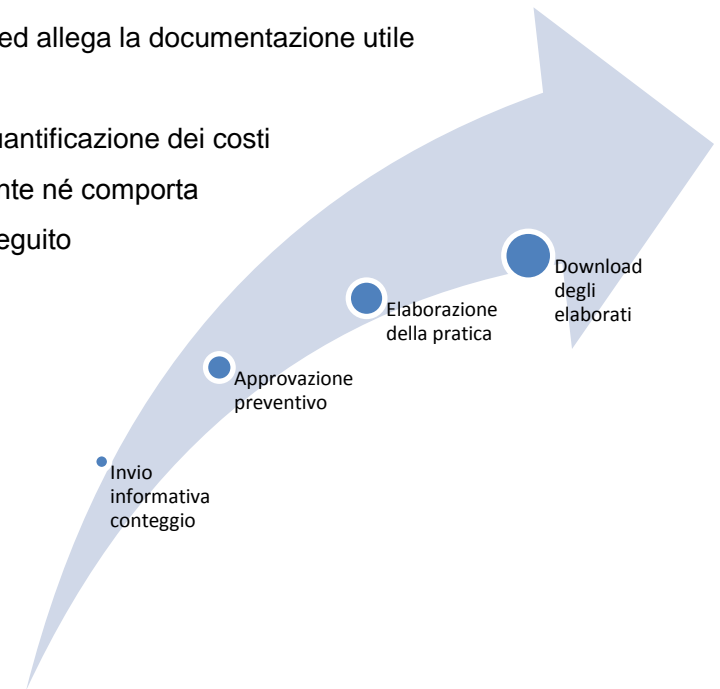 ed allega la documentazione utile
uantificazione dei costi
nte né comporta
eguito
Download
degli
elaborati
Elaborazione
della pratica
Approvazione
preventivo
Invio
informativa
conteggio